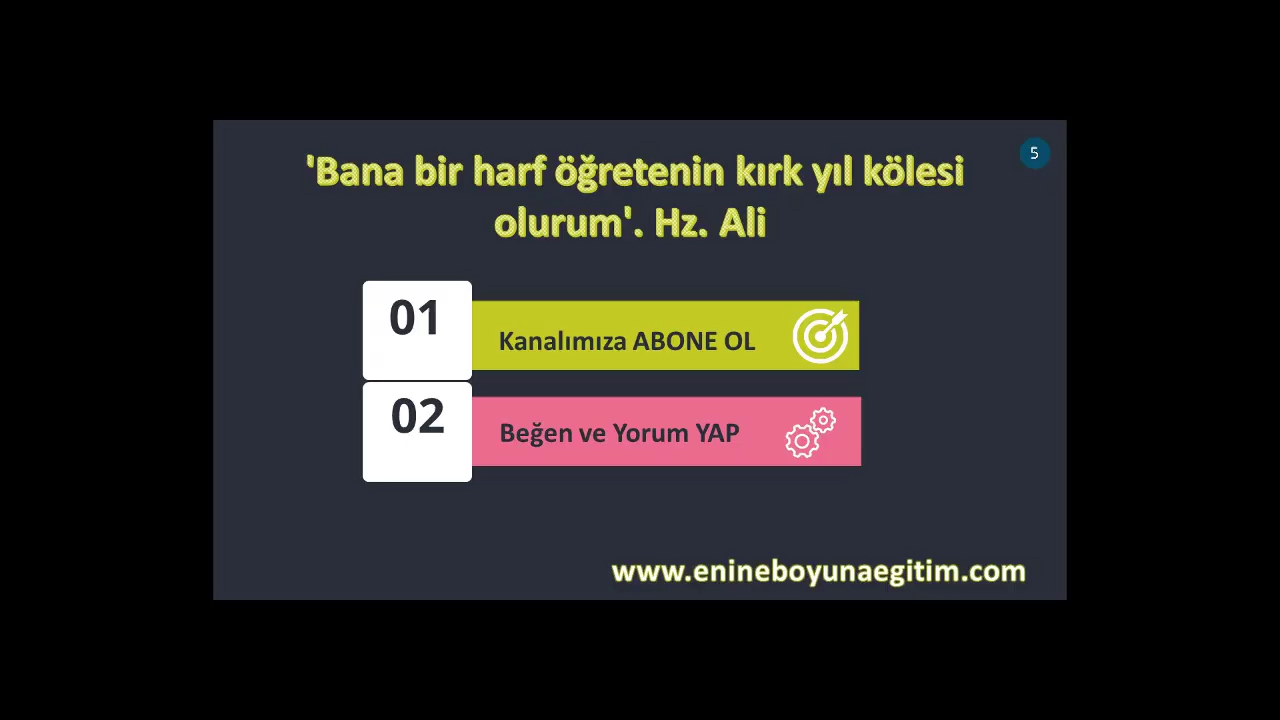 5
'Bana bir harf öğretenin kırk yıl kölesi
olurum'. Hz. Ali
01
Kanalımıza ABONE OL
02
Beğen ve Yorum YAP
www.enineboyunaegitim.com